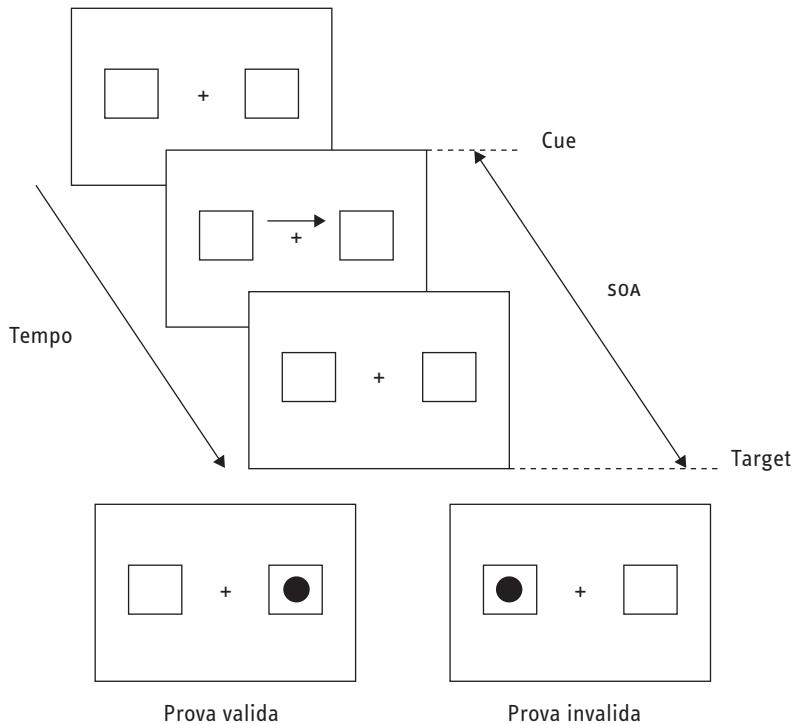 Cue
SOA
Tempo
Target
Prova valida
Prova invalida